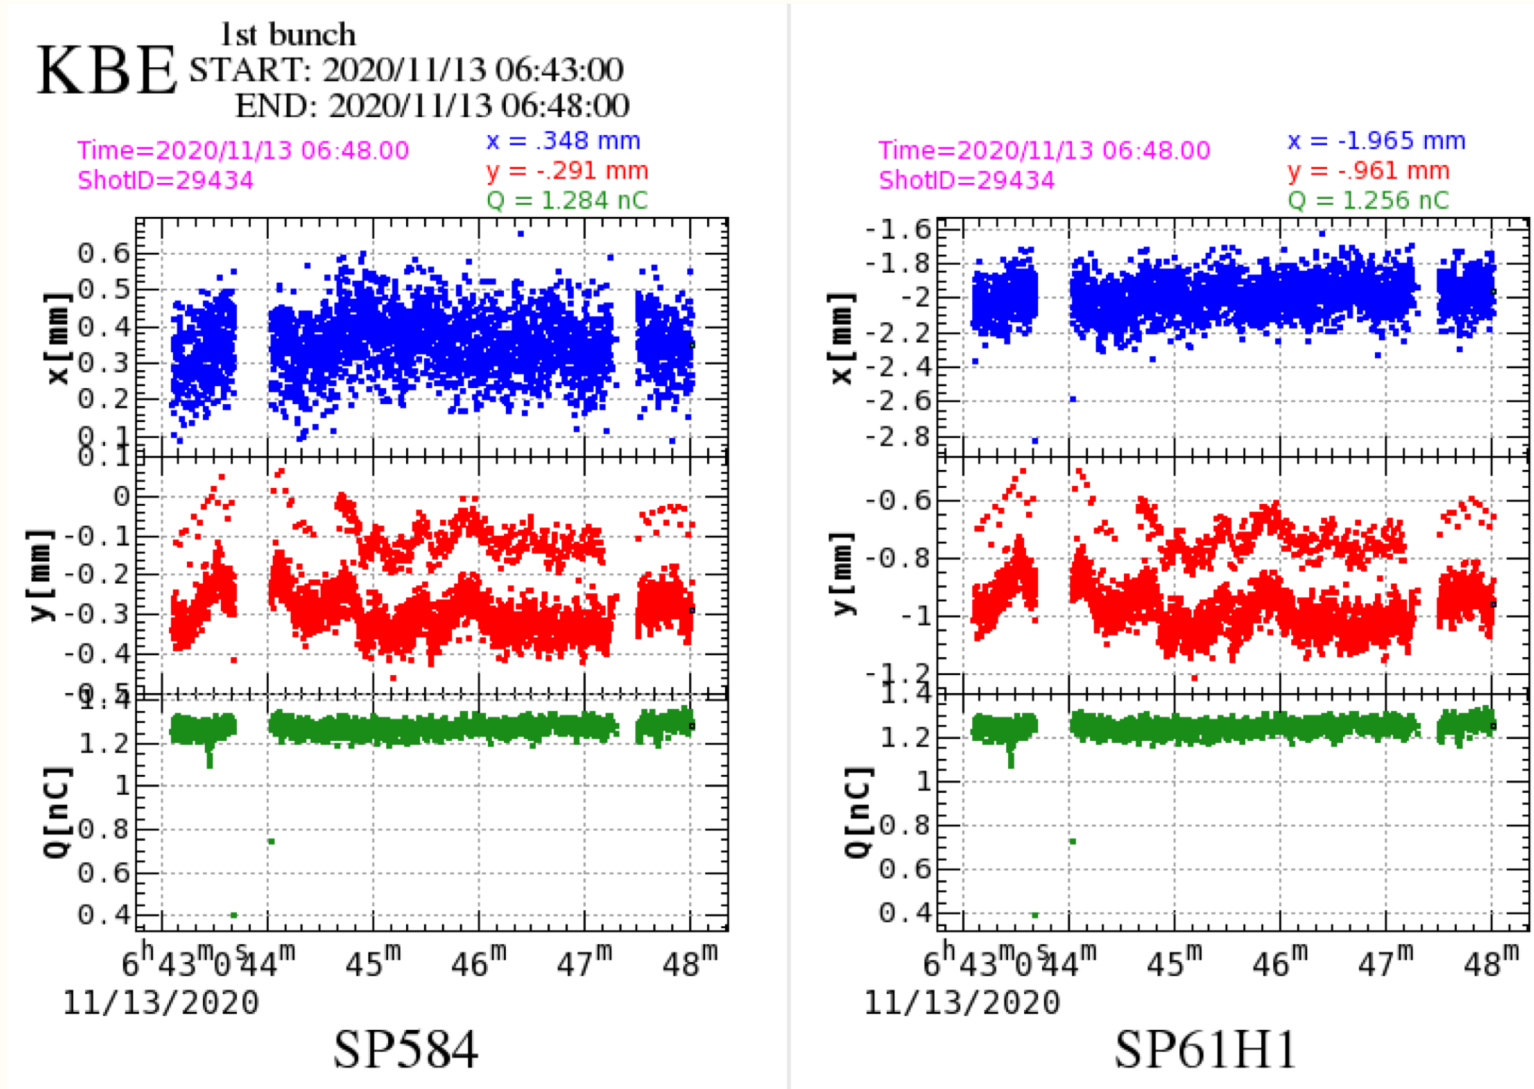 1st bunch
KBE START: 2020/11/13 06:43:00
END: 2020/11/13 06:48:00
Time=2020/11/13 06:48.00
ShotID=29434
x = .348 mm
y = -.291 mm
Q = 1.284 nC
x[mm]
0.6
0.5
0.4
0.3
0.2
0.1
y[mm]
0.1
0
-0.1
-0.2
-0.3
-0.4
-0.5
Q[nC]
1.4
1.2
1
0.8
0.6
0.4
6h43m0s 44m 45m 46m 47m 48m
11/13/2020
SP584
Time=2020/11/13 06:48.00
ShotID=29434
x = -1.965 mm
y = -.961 mm
Q = 1.256 nC
x[mm]
-1.6
-1.8
-2
-2.2
-2.4
-2.6
-2.8
y[mm]
-0.6
-0.8
-1
-1.2
Q[nC]
1.4
1.2
1
0.8
0.6
0.4
6h43m0s 44m 45m 46m 47m 48m
11/13/2020
SP61H1